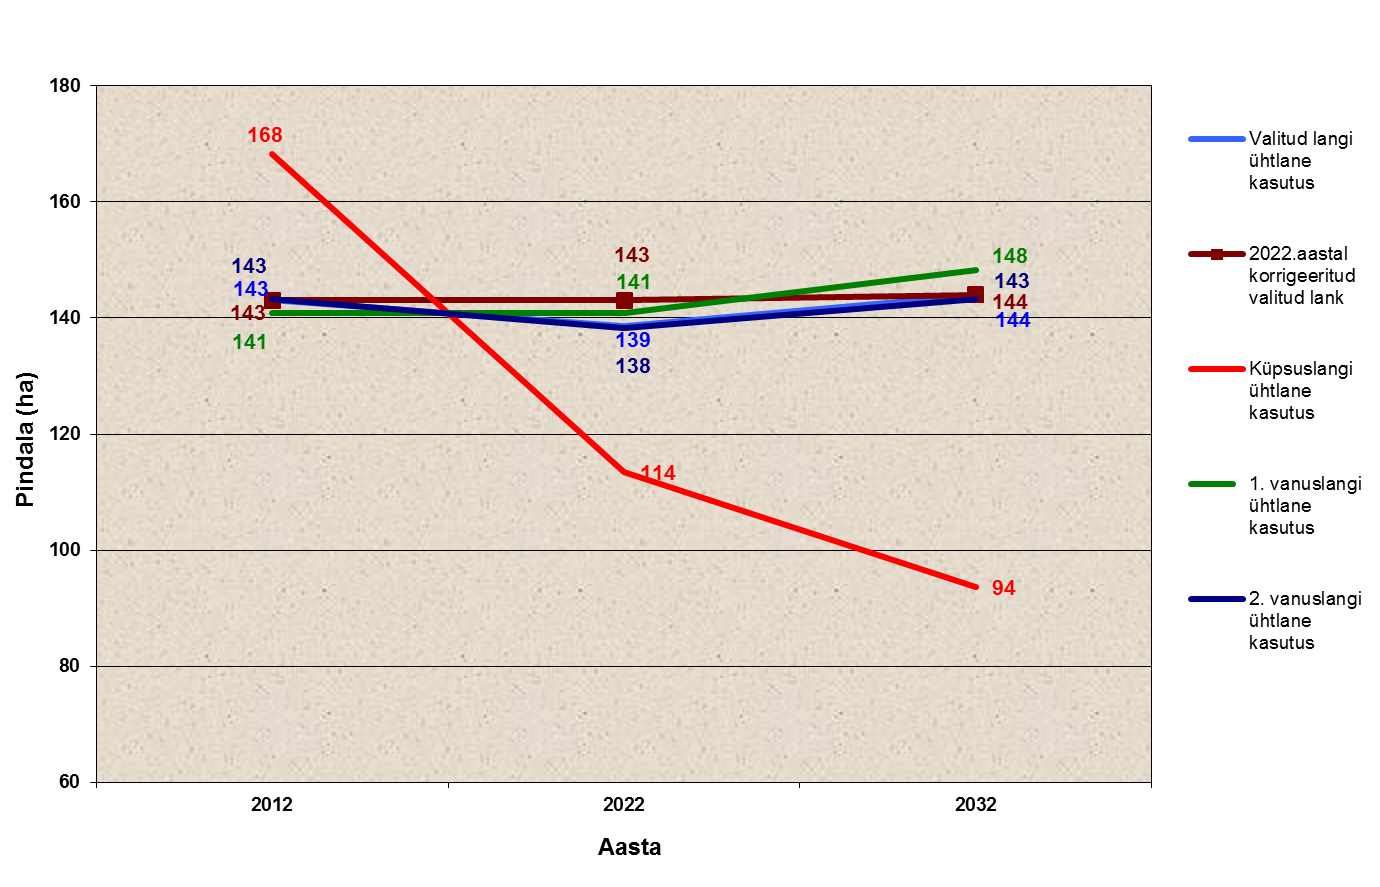 180
160
140
120
100
80
60
Pindala (ha)
168
143
143
143
141
143
141
139
138
114
148
143
144
144
94
2012
2022
2032
Aasta
Valitud langi
ühtlane
kasutus
2022.aastal
korrigeeritud
valitud lank
Küpsuslangi
ühtlane
kasutus
1. vanuslangi
ühtlane
kasutus
2. vanuslangi
ühtlane
kasutus